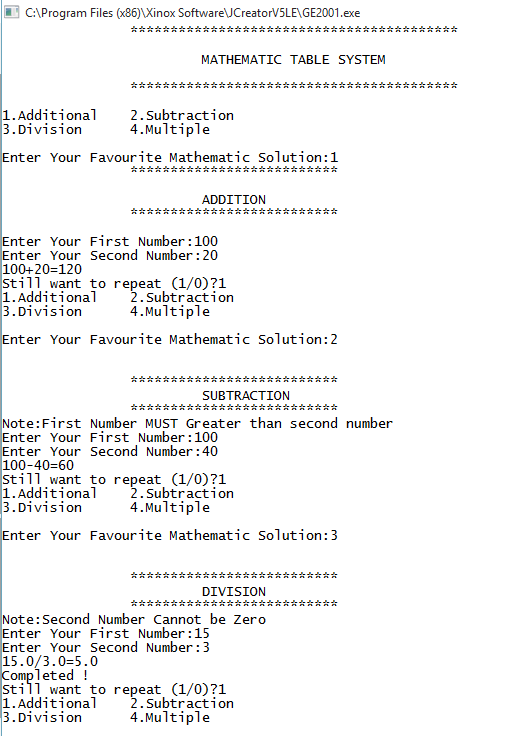 C:\Program Files (x86)\Xinox Software\JCreatorV5LE\GE2001.exe
*****************************************
MATHEMATIC TABLE SYSTEM
*****************************************
1.Additional    2.Subtraction
3.Division      4.Multiple
Enter Your Favourite Mathematic Solution:1
**************************
ADDITION
**************************
Enter Your First Number:100
Enter Your Second Number:20
100+20=120
Still want to repeat (1/0)?1
1.Additional    2.Subtraction
3.Division      4.Multiple
Enter Your Favourite Mathematic Solution:2
**************************
SUBTRACTION
**************************
Note:First Number MUST Greater than second number
Enter Your First Number:100
Enter Your Second Number:40
100-40=60
Still want to repeat (1/0)?1
1.Additional    2.Subtraction
3.Division      4.Multiple
Enter Your Favourite Mathematic Solution:3
**************************
DIVISION
**************************
Note:Second Number Cannot be Zero
Enter Your First Number:15
Enter Your Second Number:3
15.0/3.0=5.0
Completed !
Still want to repeat (1/0)?1
1.Additional    2.Subtraction
3.Division      4.Multiple